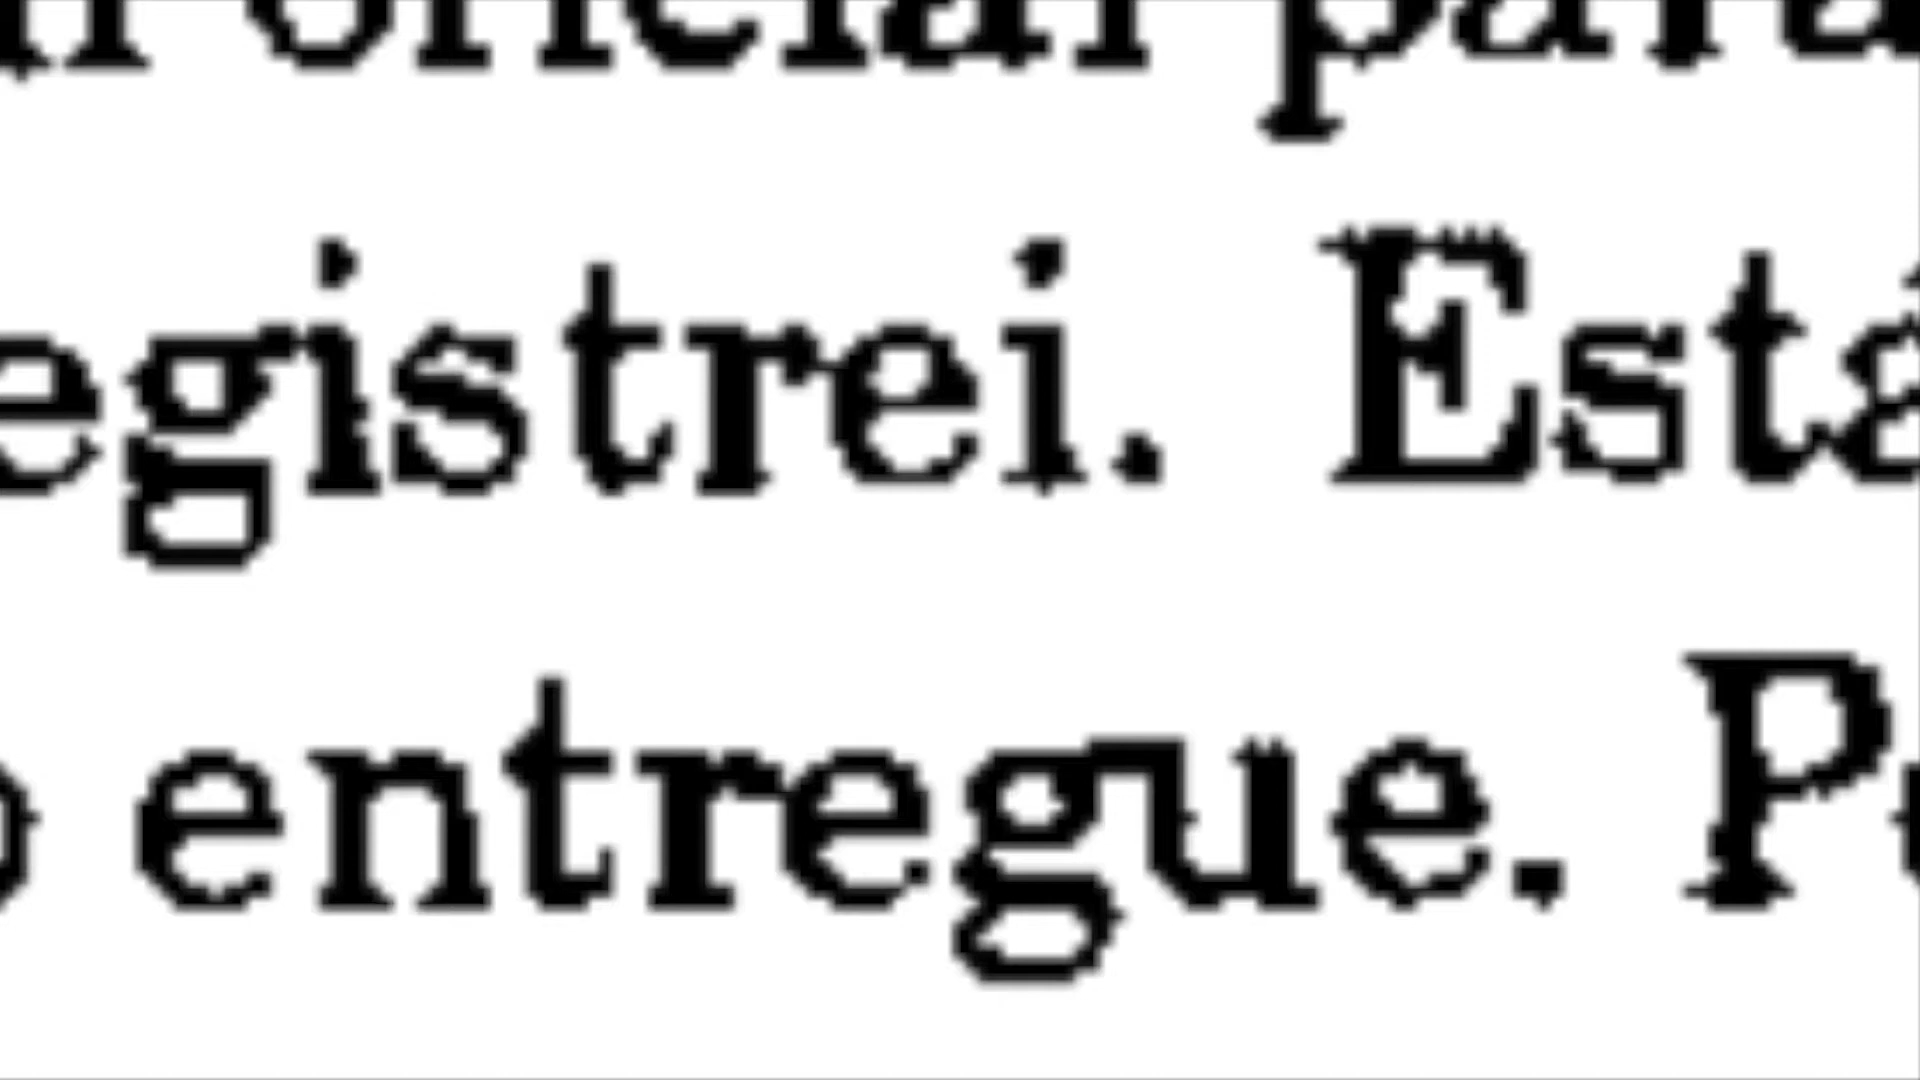 oficial para
egistrei. Está
entregue. P